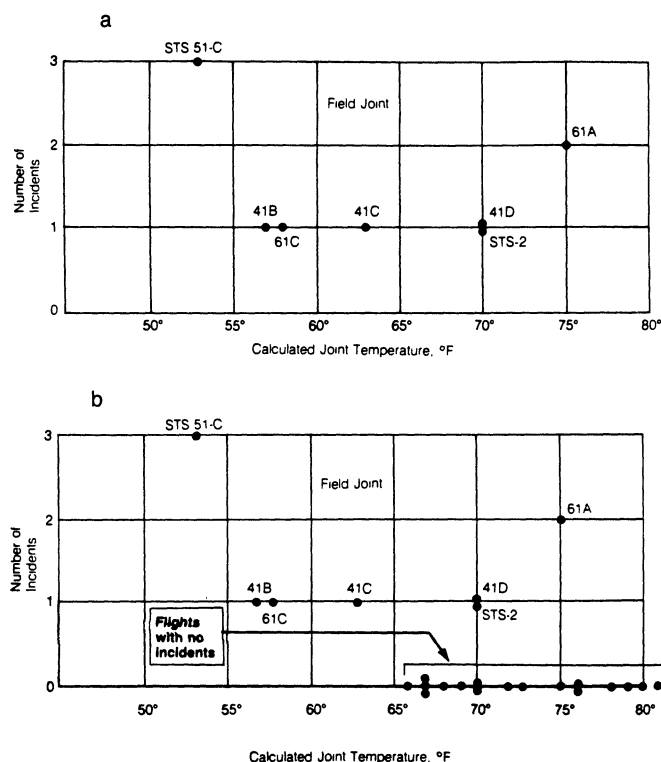 a
STS 51-C
3
Field Joint
61A
2
Number of
Incidents
41B
41C
41D
1
61C
STS-2
0
50° 55° 60° 65° 70° 75° 80°
Calculated Joint Temperature, °F
b
STS 51-C
3
Field Joint
61A
2
Number of
Incidents
41B
41C
41D
1
61C
STS-2
Flights
with no
incidents
0
50° 55° 60° 65° 70° 75° 80°
Calculated Joint Temperature, °F